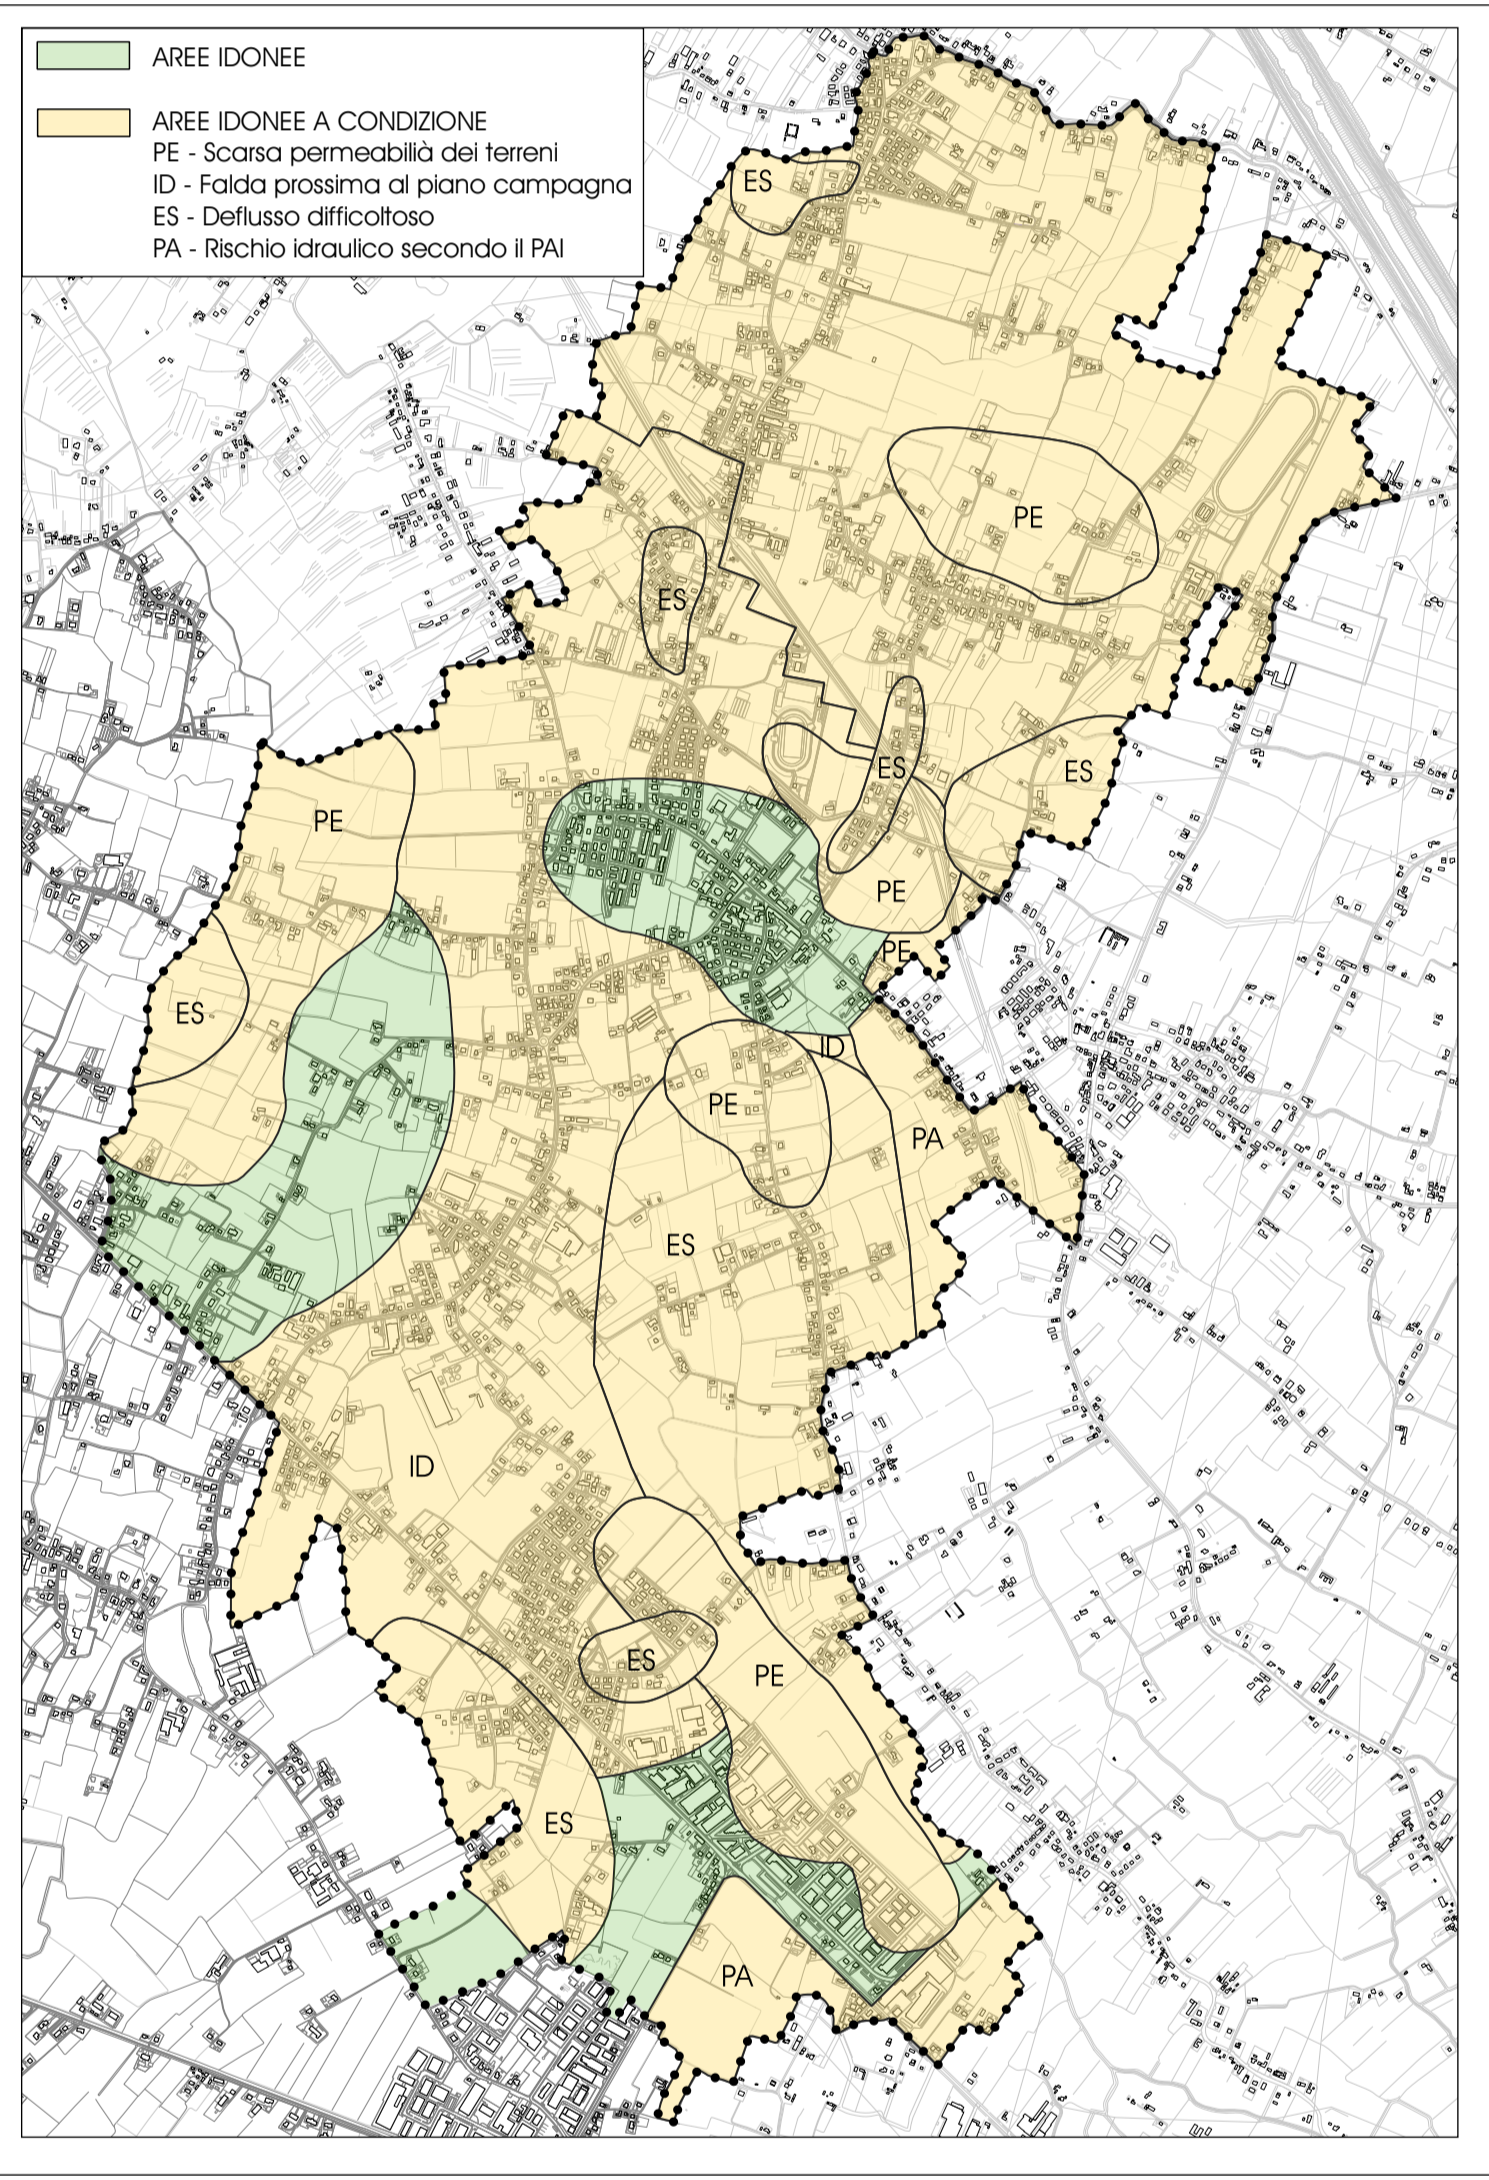 AREE IDONEE
AREE IDONEE A CONDIZIONE
PE - Scarsa permeabilià dei terreni
ID - Falda prossima al piano campagna
ES - Deflusso difficoltoso
PA - Rischio idraulico secondo il PAI
ES
PE
ES
ES
ES
PE
PE
PE
ES
ID
PE
PA
ES
ID
ES
PE
ES
PA